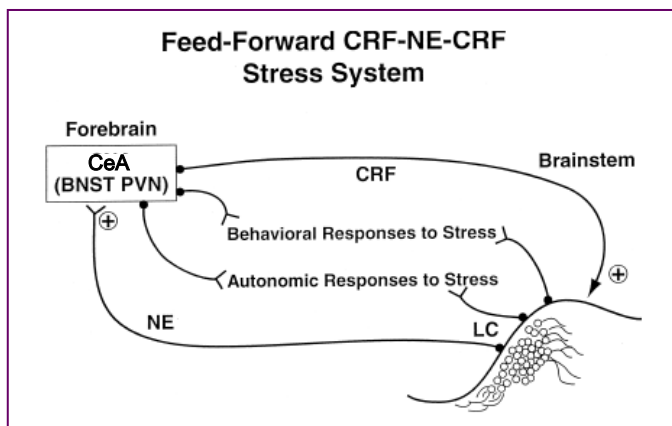 Feed-Forward CRF-NE-CRF
Stress System
Forebrain
CeA
(BNST PVN)
CRF
Brainstem
Behavioral Responses to Stress
Autonomic Responses to Stress
NE
LC